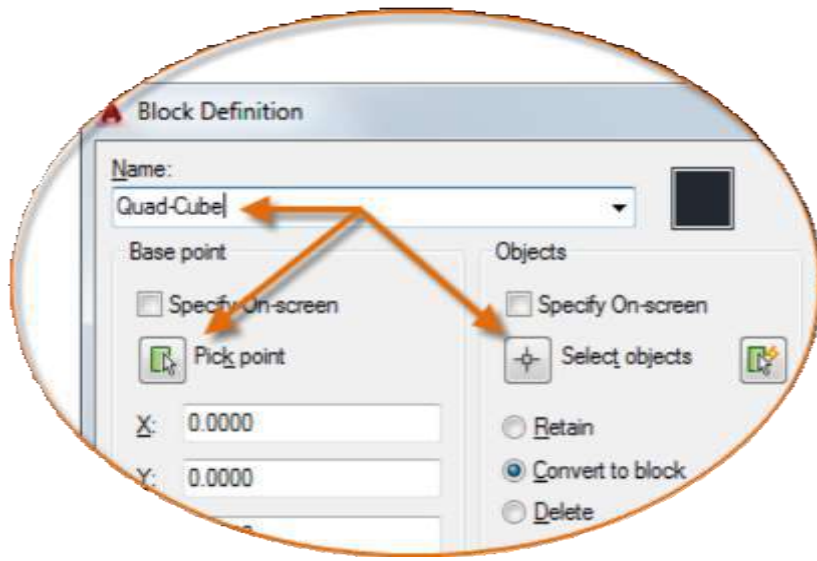 Block Definition
Name:
Quad-Cube
Base point
Specify On-screen
Pick point
X: 0.0000
Y: 0.0000
Objects
Specify On-screen
Select objects
Retain
Convert to block
Delete